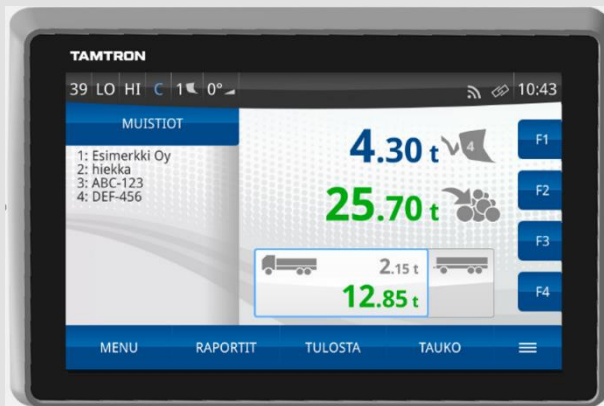 TAMTRON
39 LO HI C 1 0° 10:43
MUISTIOT
1: Esimerkki Oy
2: hiekka
3: ABC-123
4: DEF-456
4.30 t 4
25.70 t
2.15 t
12.85 t
F1
F2
F3
F4
MENU RAPORTIT TULOSTA TAUKO